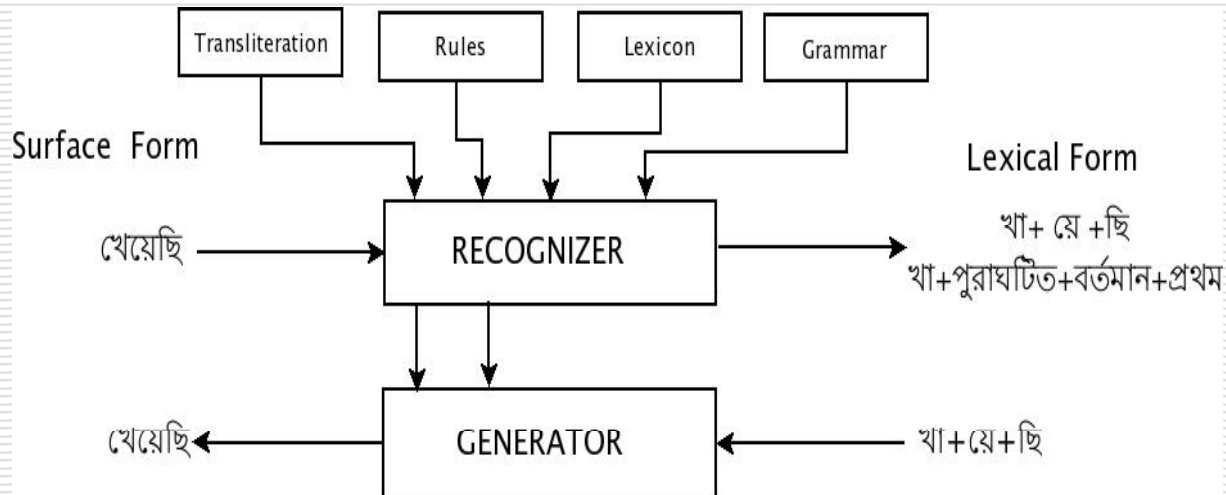 Transliteration
Rules
Lexicon
Grammar
Surface Form
Lexical Form
খেয়েছি
RECOGNIZER
খা+ য়ে +ছি
খা+পুরাঘটিত+বর্তমান+প্রথম
খেয়েছি
GENERATOR
খা+য়ে+ছি